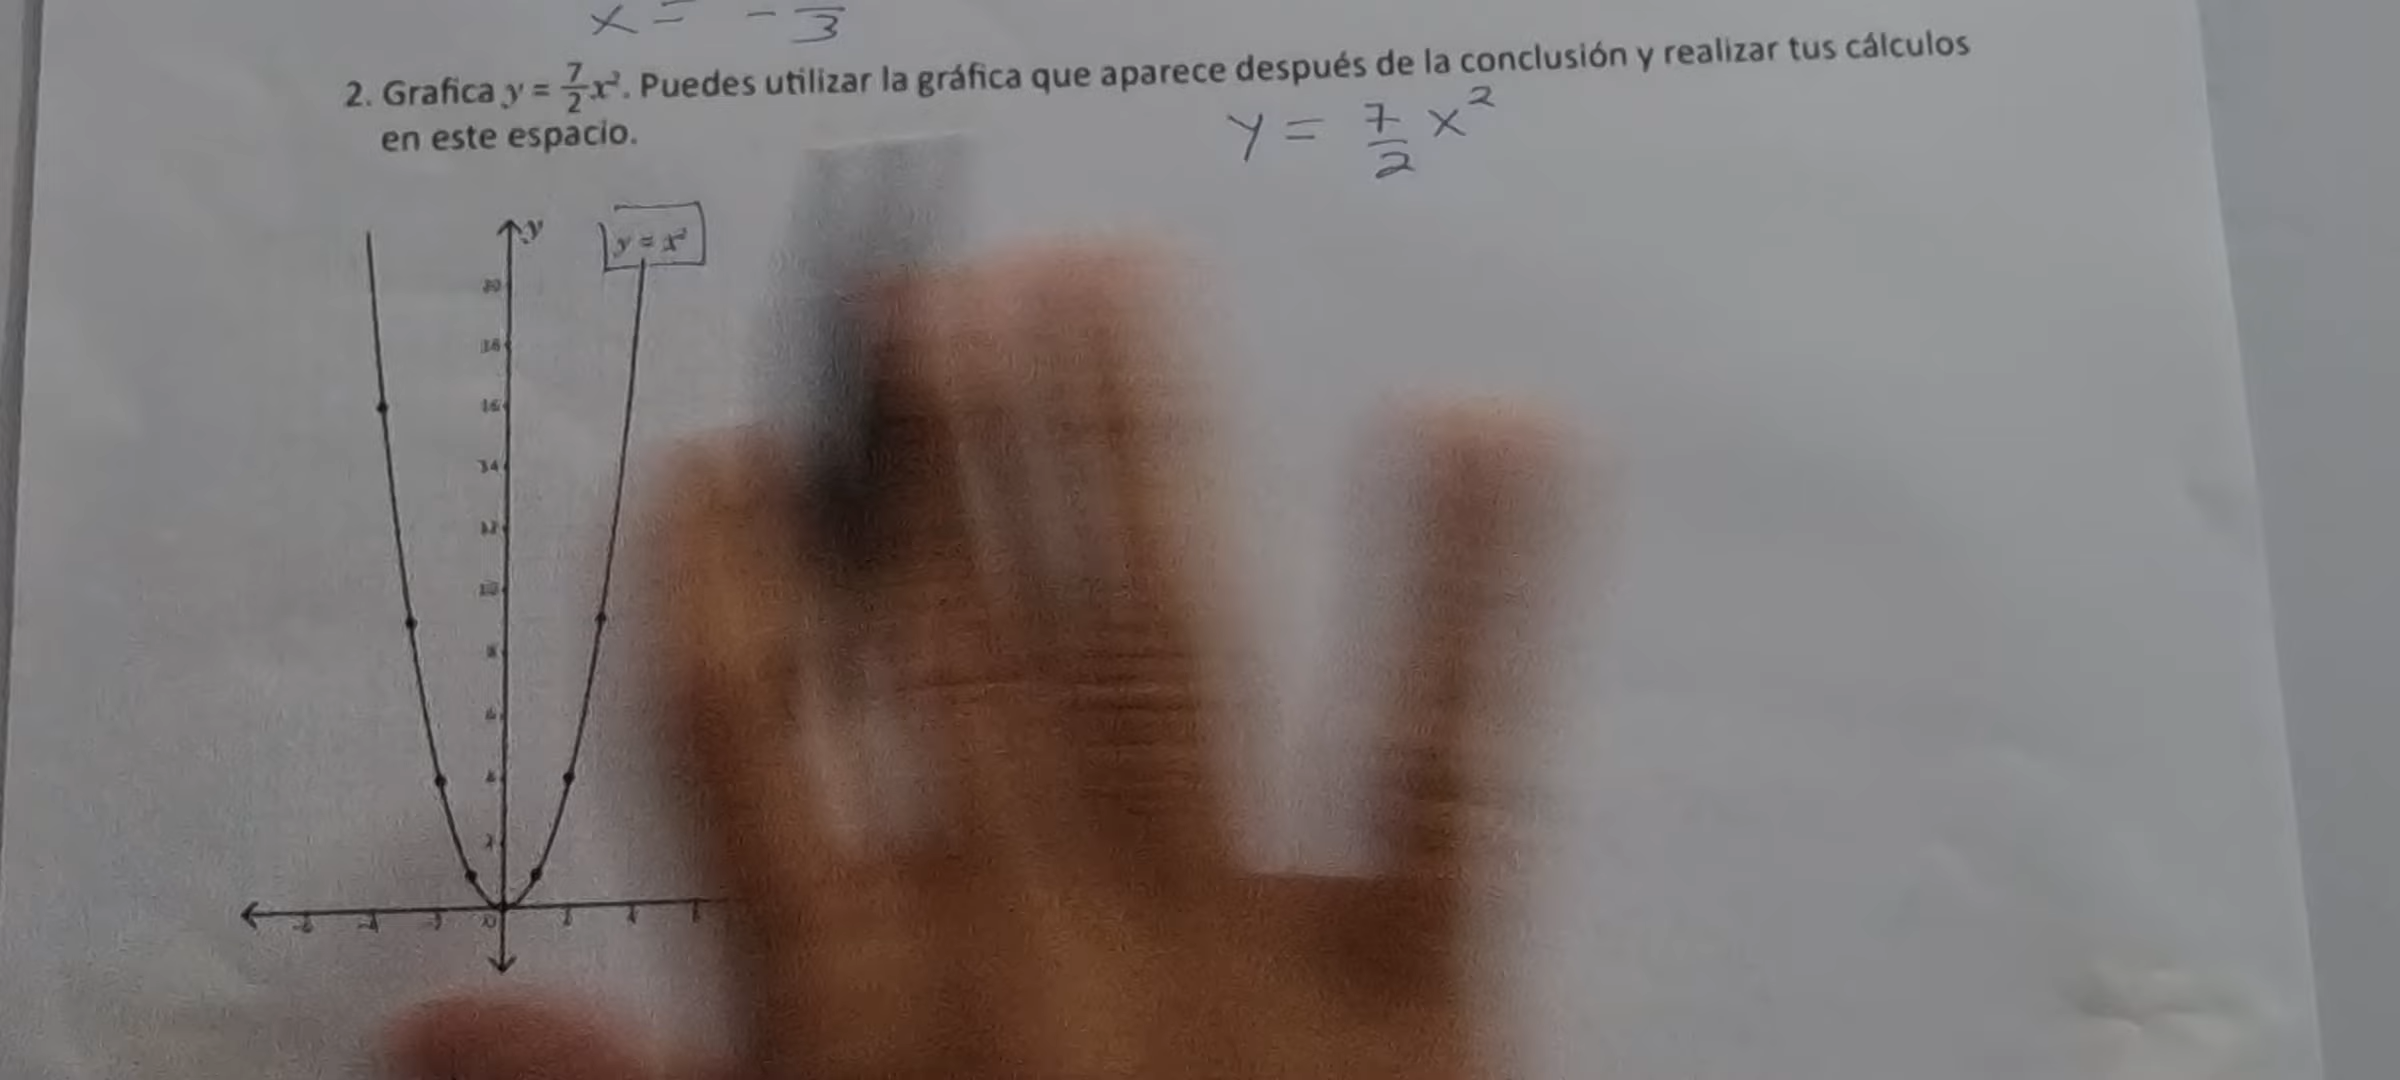 x = - 3
2. Grafica y = 7/2 x². Puedes utilizar la gráfica que aparece después de la conclusión y realizar tus cálculos
en este espacio.
y = 7/2 x²
y
y = x²
20
18
16
14
12
10
8
6
4
2
-6 -4 -2 0 2 4